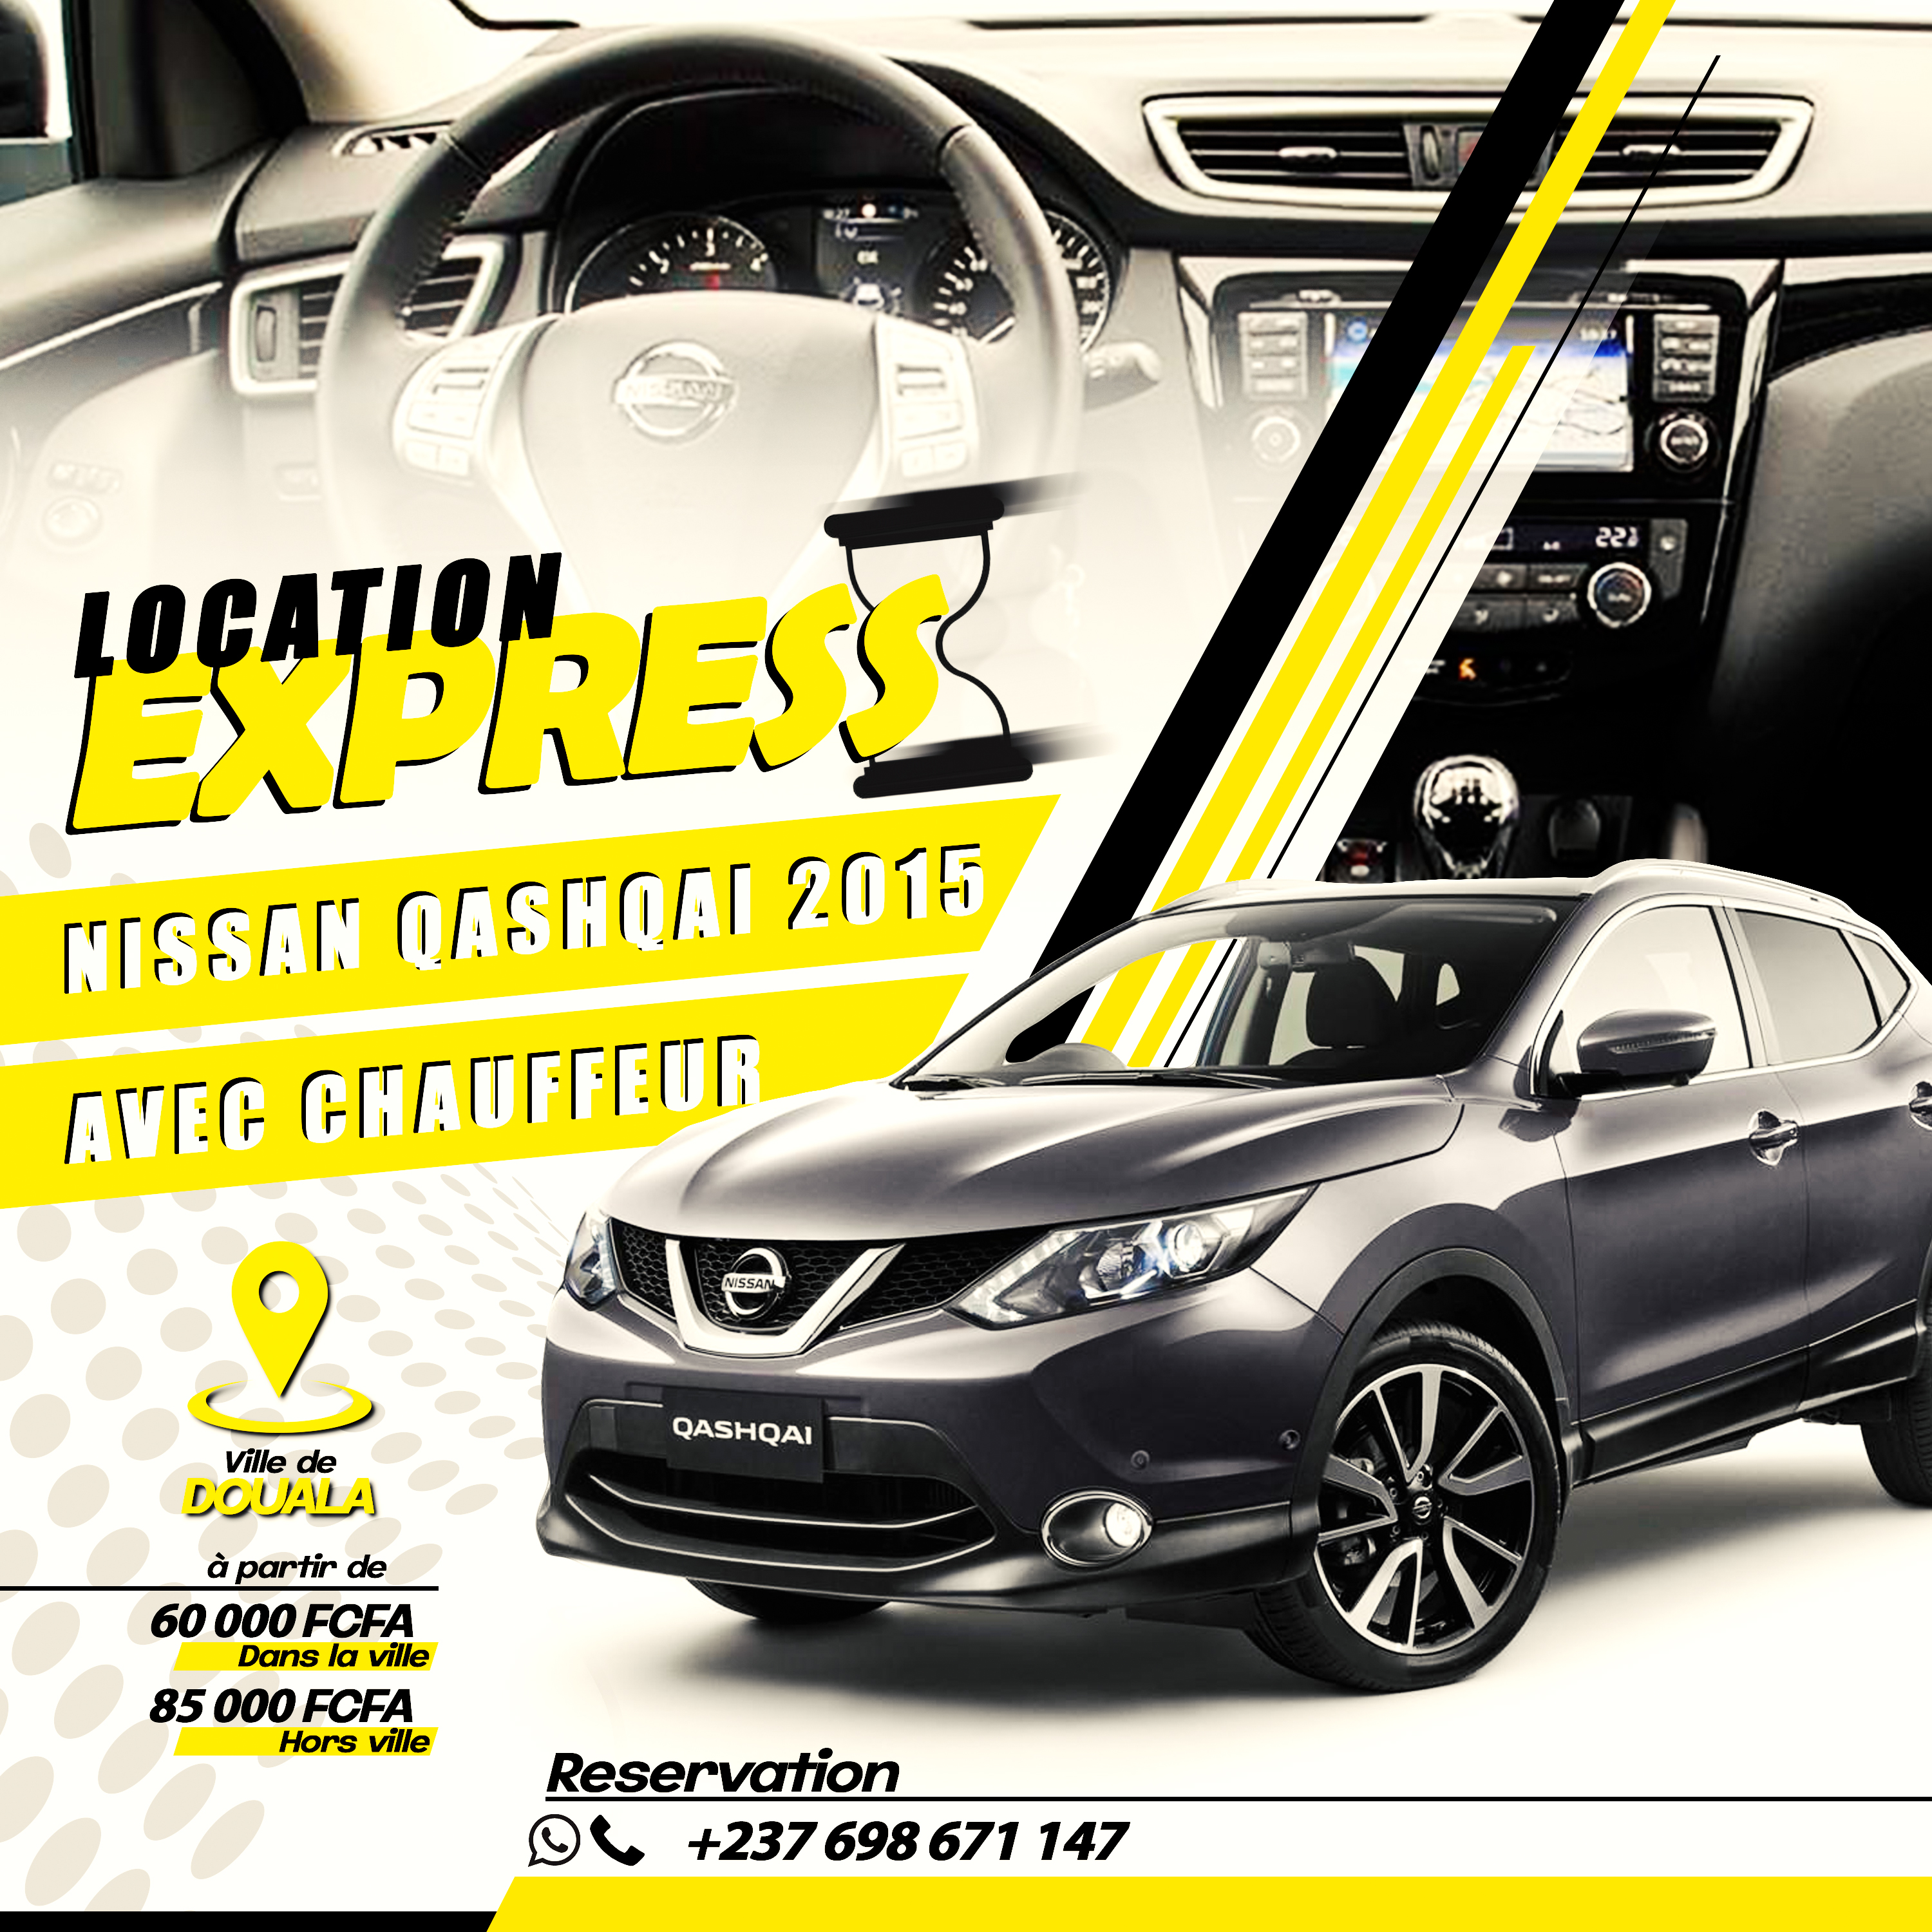 LOCATION
EXPRESS
NISSAN QASHQAI 2015
AVEC CHAUFFEUR
NISSAN
QASHQAI
Ville de
DOUALA
à partir de
60 000 FCFA
Dans la ville
85 000 FCFA
Hors ville
Reservation
+237 698 671 147